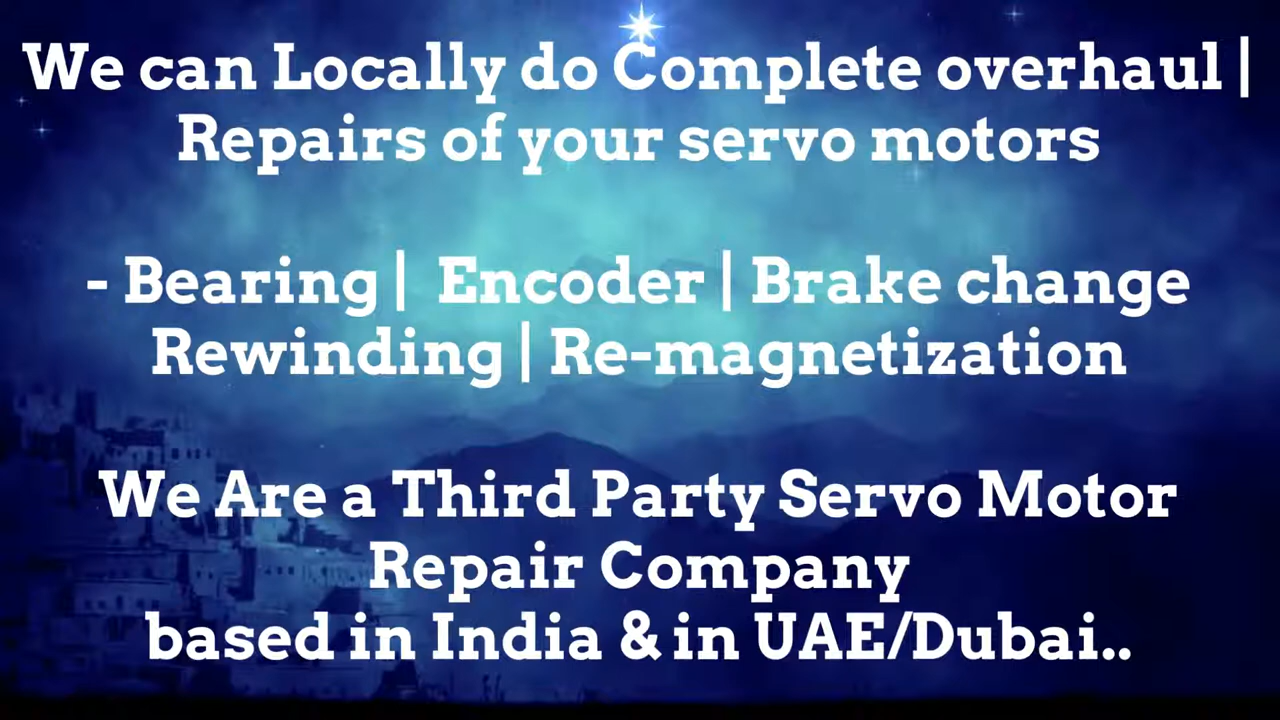 We can Locally do Complete overhaul |
Repairs of your servo motors
- Bearing | Encoder | Brake change
Rewinding | Re-magnetization
We Are a Third Party Servo Motor
Repair Company
based in India & in UAE/Dubai..